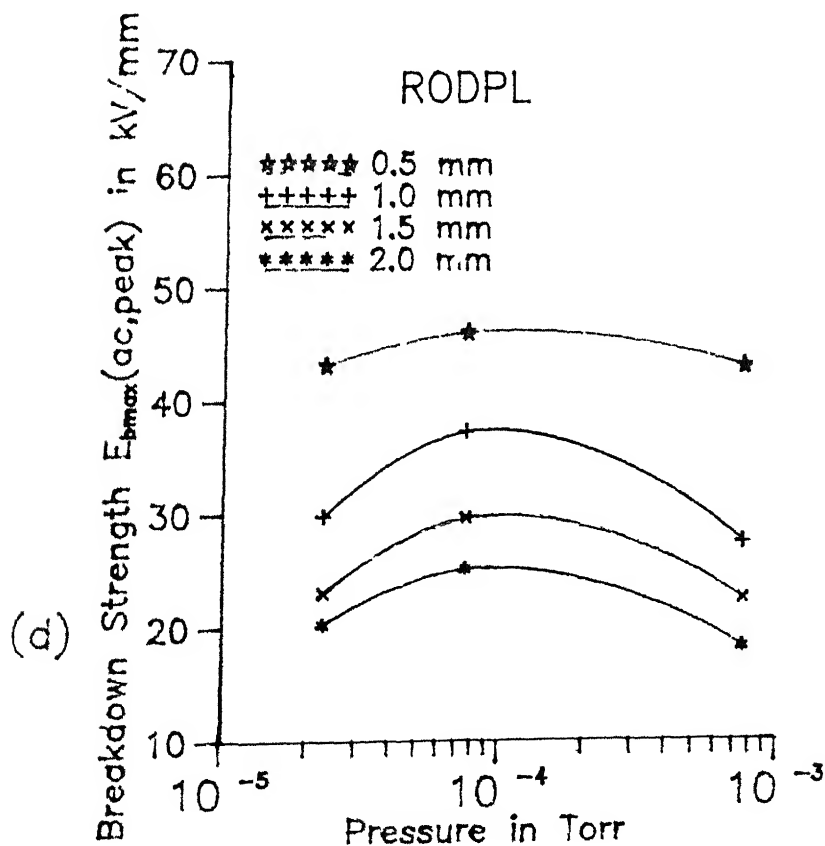 Breakdown Strength Ebmax(ac,peak) in kV/mm
(d)
70
60
50
40
30
20
10
RODPL
0.5 mm
1.0 mm
1.5 mm
2.0 mm
10⁻⁵
10⁻⁴
10⁻³
Pressure in Torr